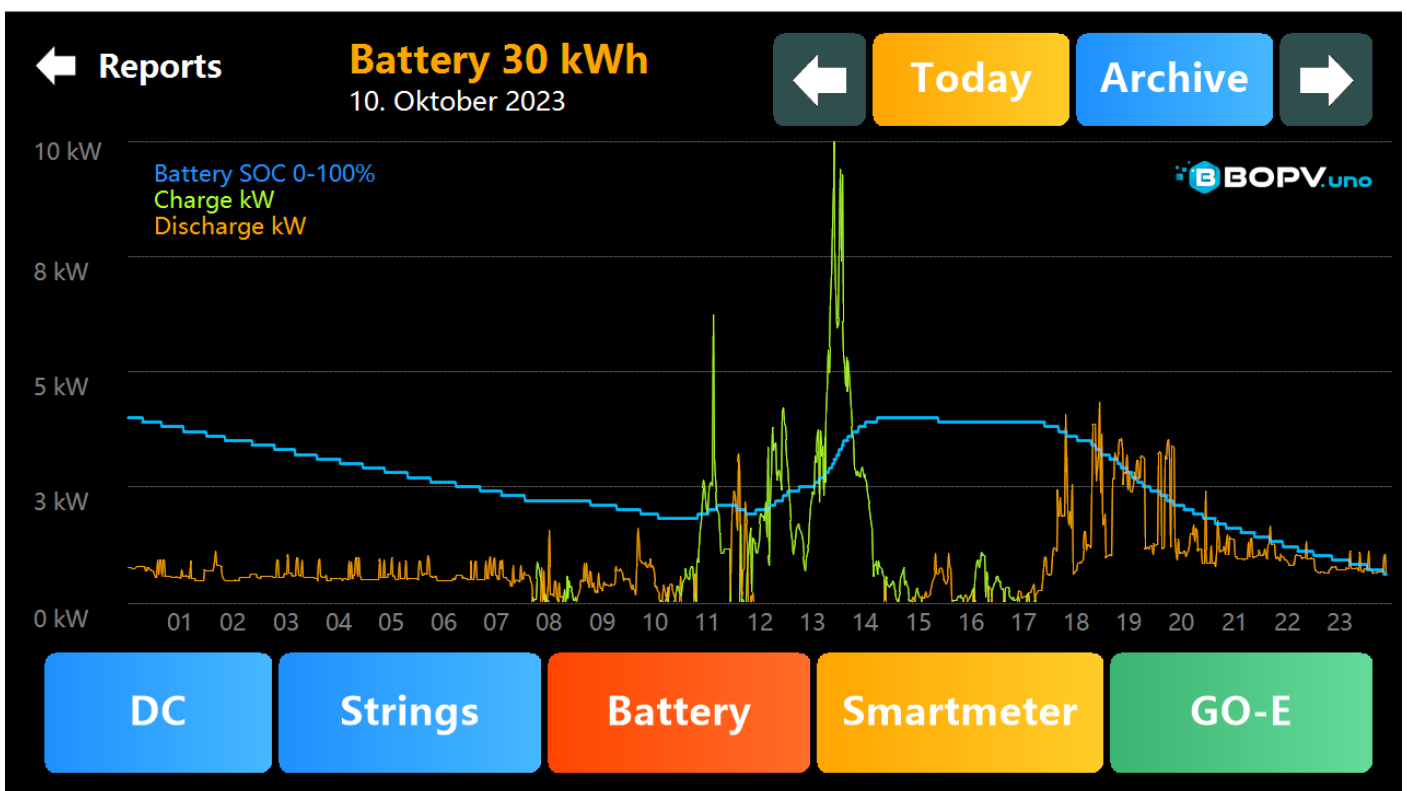 Reports
Battery 30 kWh
10. Oktober 2023
Today
Archive
10 kW
Battery SOC 0-100%
Charge kW
Discharge kW
BBOPV.uno
8 kW
5 kW
3 kW
0 kW
01 02 03 04 05 06 07 08 09 10 11 12 13 14 15 16 17 18 19 20 21 22 23
DC
Strings
Battery
Smartmeter
GO-E